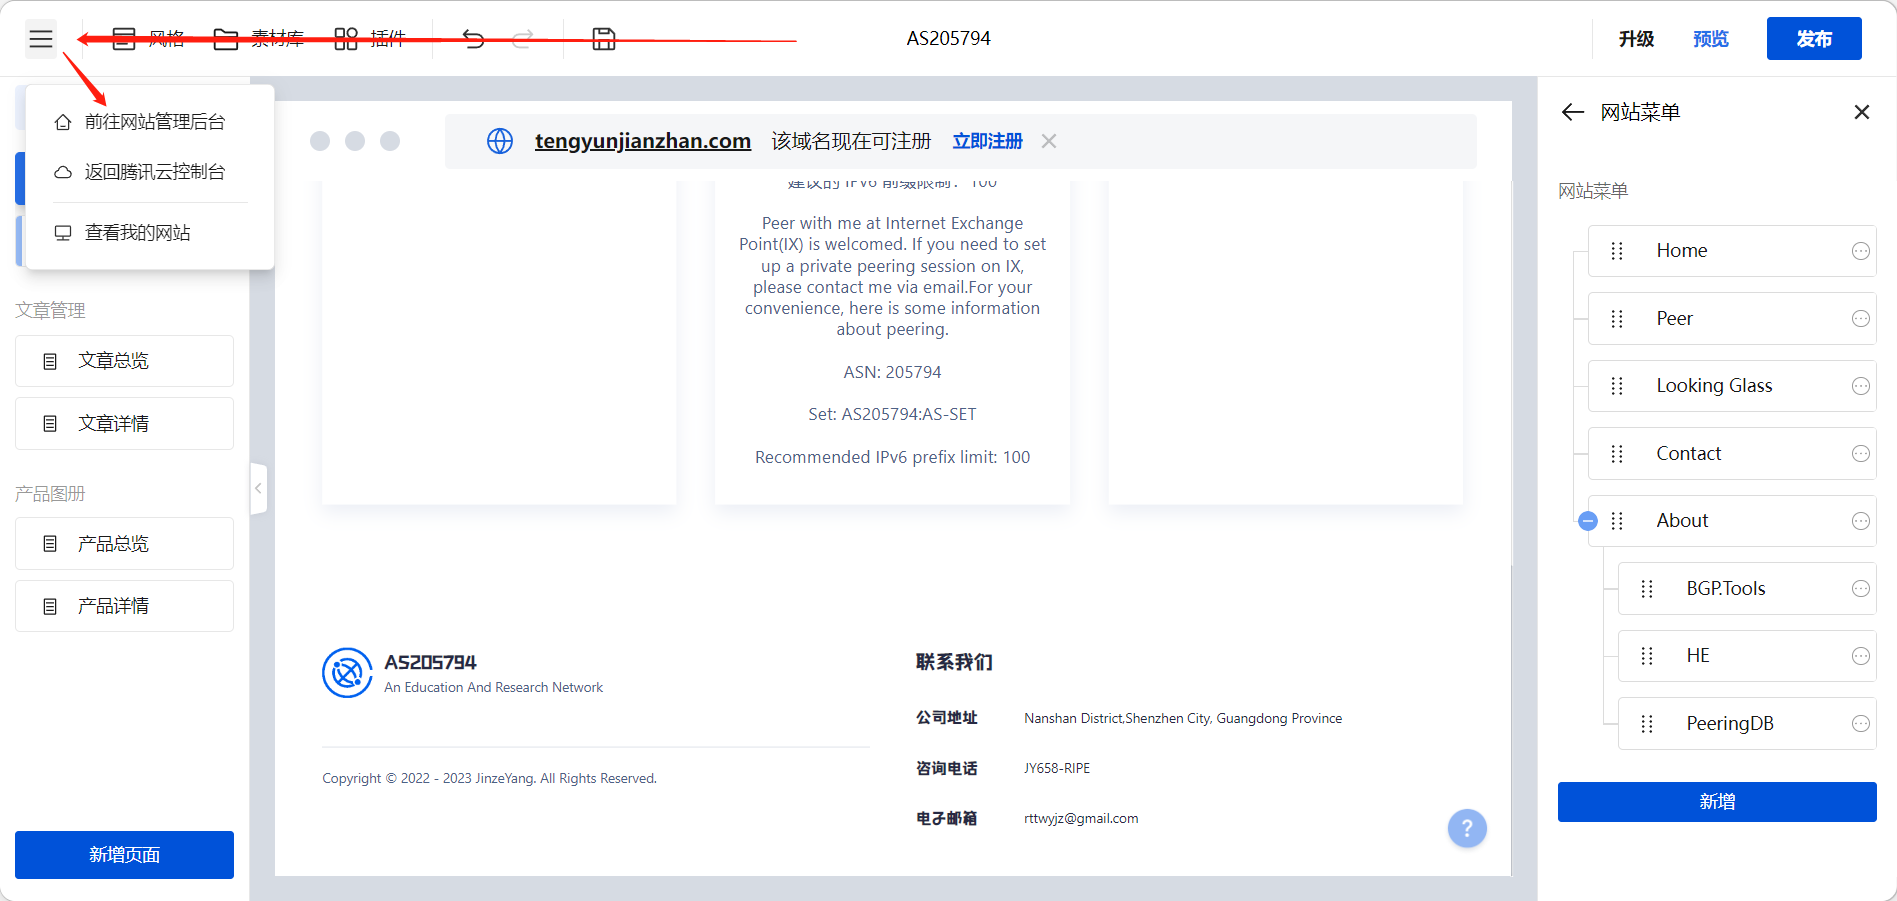 风格
素材库
插件
AS205794
升级
预览
发布
前往网站管理后台
返回腾讯云控制台
查看我的网站
文章管理
文章总览
文章详情
产品图册
产品总览
产品详情
新增页面
tengyunjianzhan.com 该域名现在可注册 立即注册
建议的 IPv6 前缀限制：100
Peer with me at Internet Exchange
Point(IX) is welcomed. If you need to set
up a private peering session on IX,
please contact me via email.For your
convenience, here is some information
about peering.
ASN: 205794
Set: AS205794:AS-SET
Recommended IPv6 prefix limit: 100
AS205794
An Education And Research Network
Copyright © 2022 - 2023 JinzeYang. All Rights Reserved.
联系我们
公司地址 Nanshan District,Shenzhen City, Guangdong Province
咨询电话 JY658-RIPE
电子邮箱 rttwyjz@gmail.com
?
网站菜单
网站菜单
Home
Peer
Looking Glass
Contact
About
BGP.Tools
HE
PeeringDB
新增